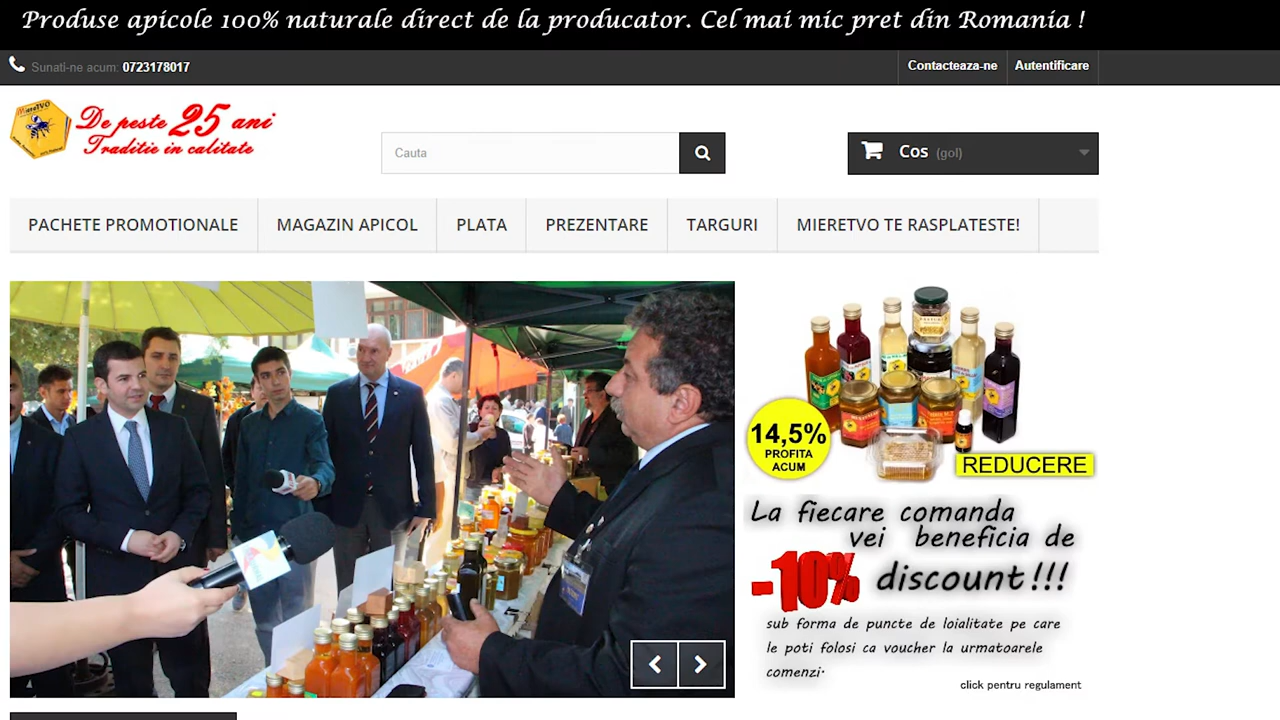 Produse apicole 100% naturale direct de la producator. Cel mai mic pret din Romania !
Sunati-ne acum: 0723178017
Contacteaza-ne
Autentificare
MiereTVO
De peste 25 ani
Traditie in calitate
Cauta
Cos (gol)
PACHETE PROMOTIONALE
MAGAZIN APICOL
PLATA
PREZENTARE
TARGURI
MIERETVO TE RASPLATESTE!
14,5%
PROFITA
ACUM
REDUCERE
La fiecare comanda
vei beneficia de
-10% discount!!!
sub forma de puncte de loialitate pe care
le poti folosi ca voucher la urmatoarele
comenzi.
click pentru regulament